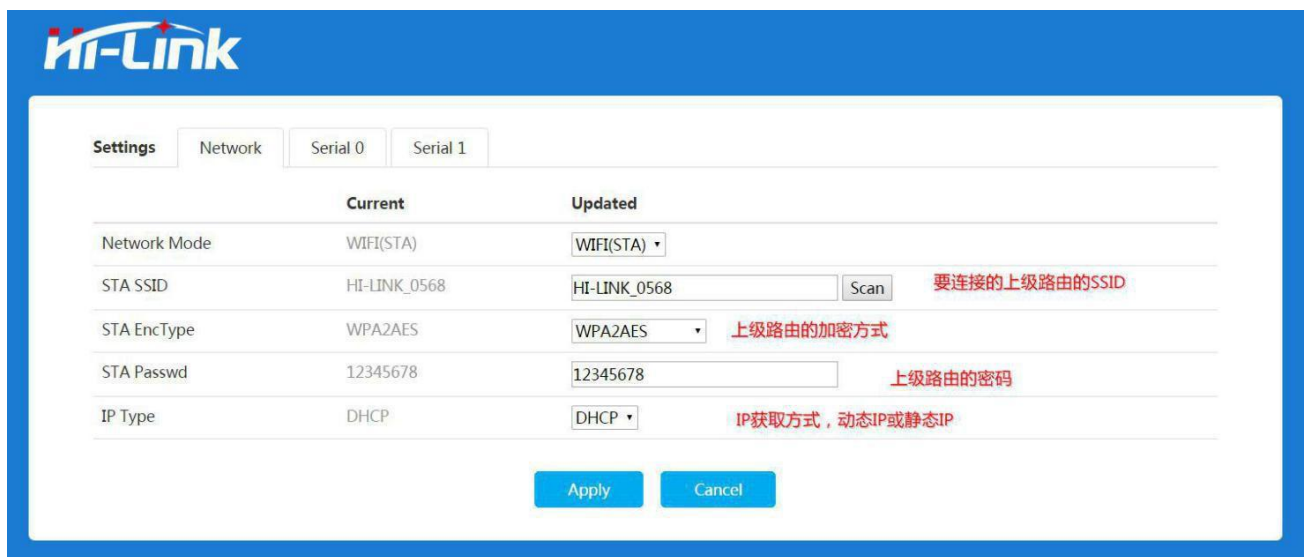 Hi-Link
Settings Network Serial 0 Serial 1
Current Updated
Network Mode WIFI(STA) WIFI(STA)
STA SSID HI-LINK_0568 HI-LINK_0568 Scan 要连接的上级路由的SSID
STA EncType WPA2AES WPA2AES 上级路由的加密方式
STA Passwd 12345678 12345678 上级路由的密码
IP Type DHCP DHCP IP获取方式，动态IP或静态IP
Apply Cancel